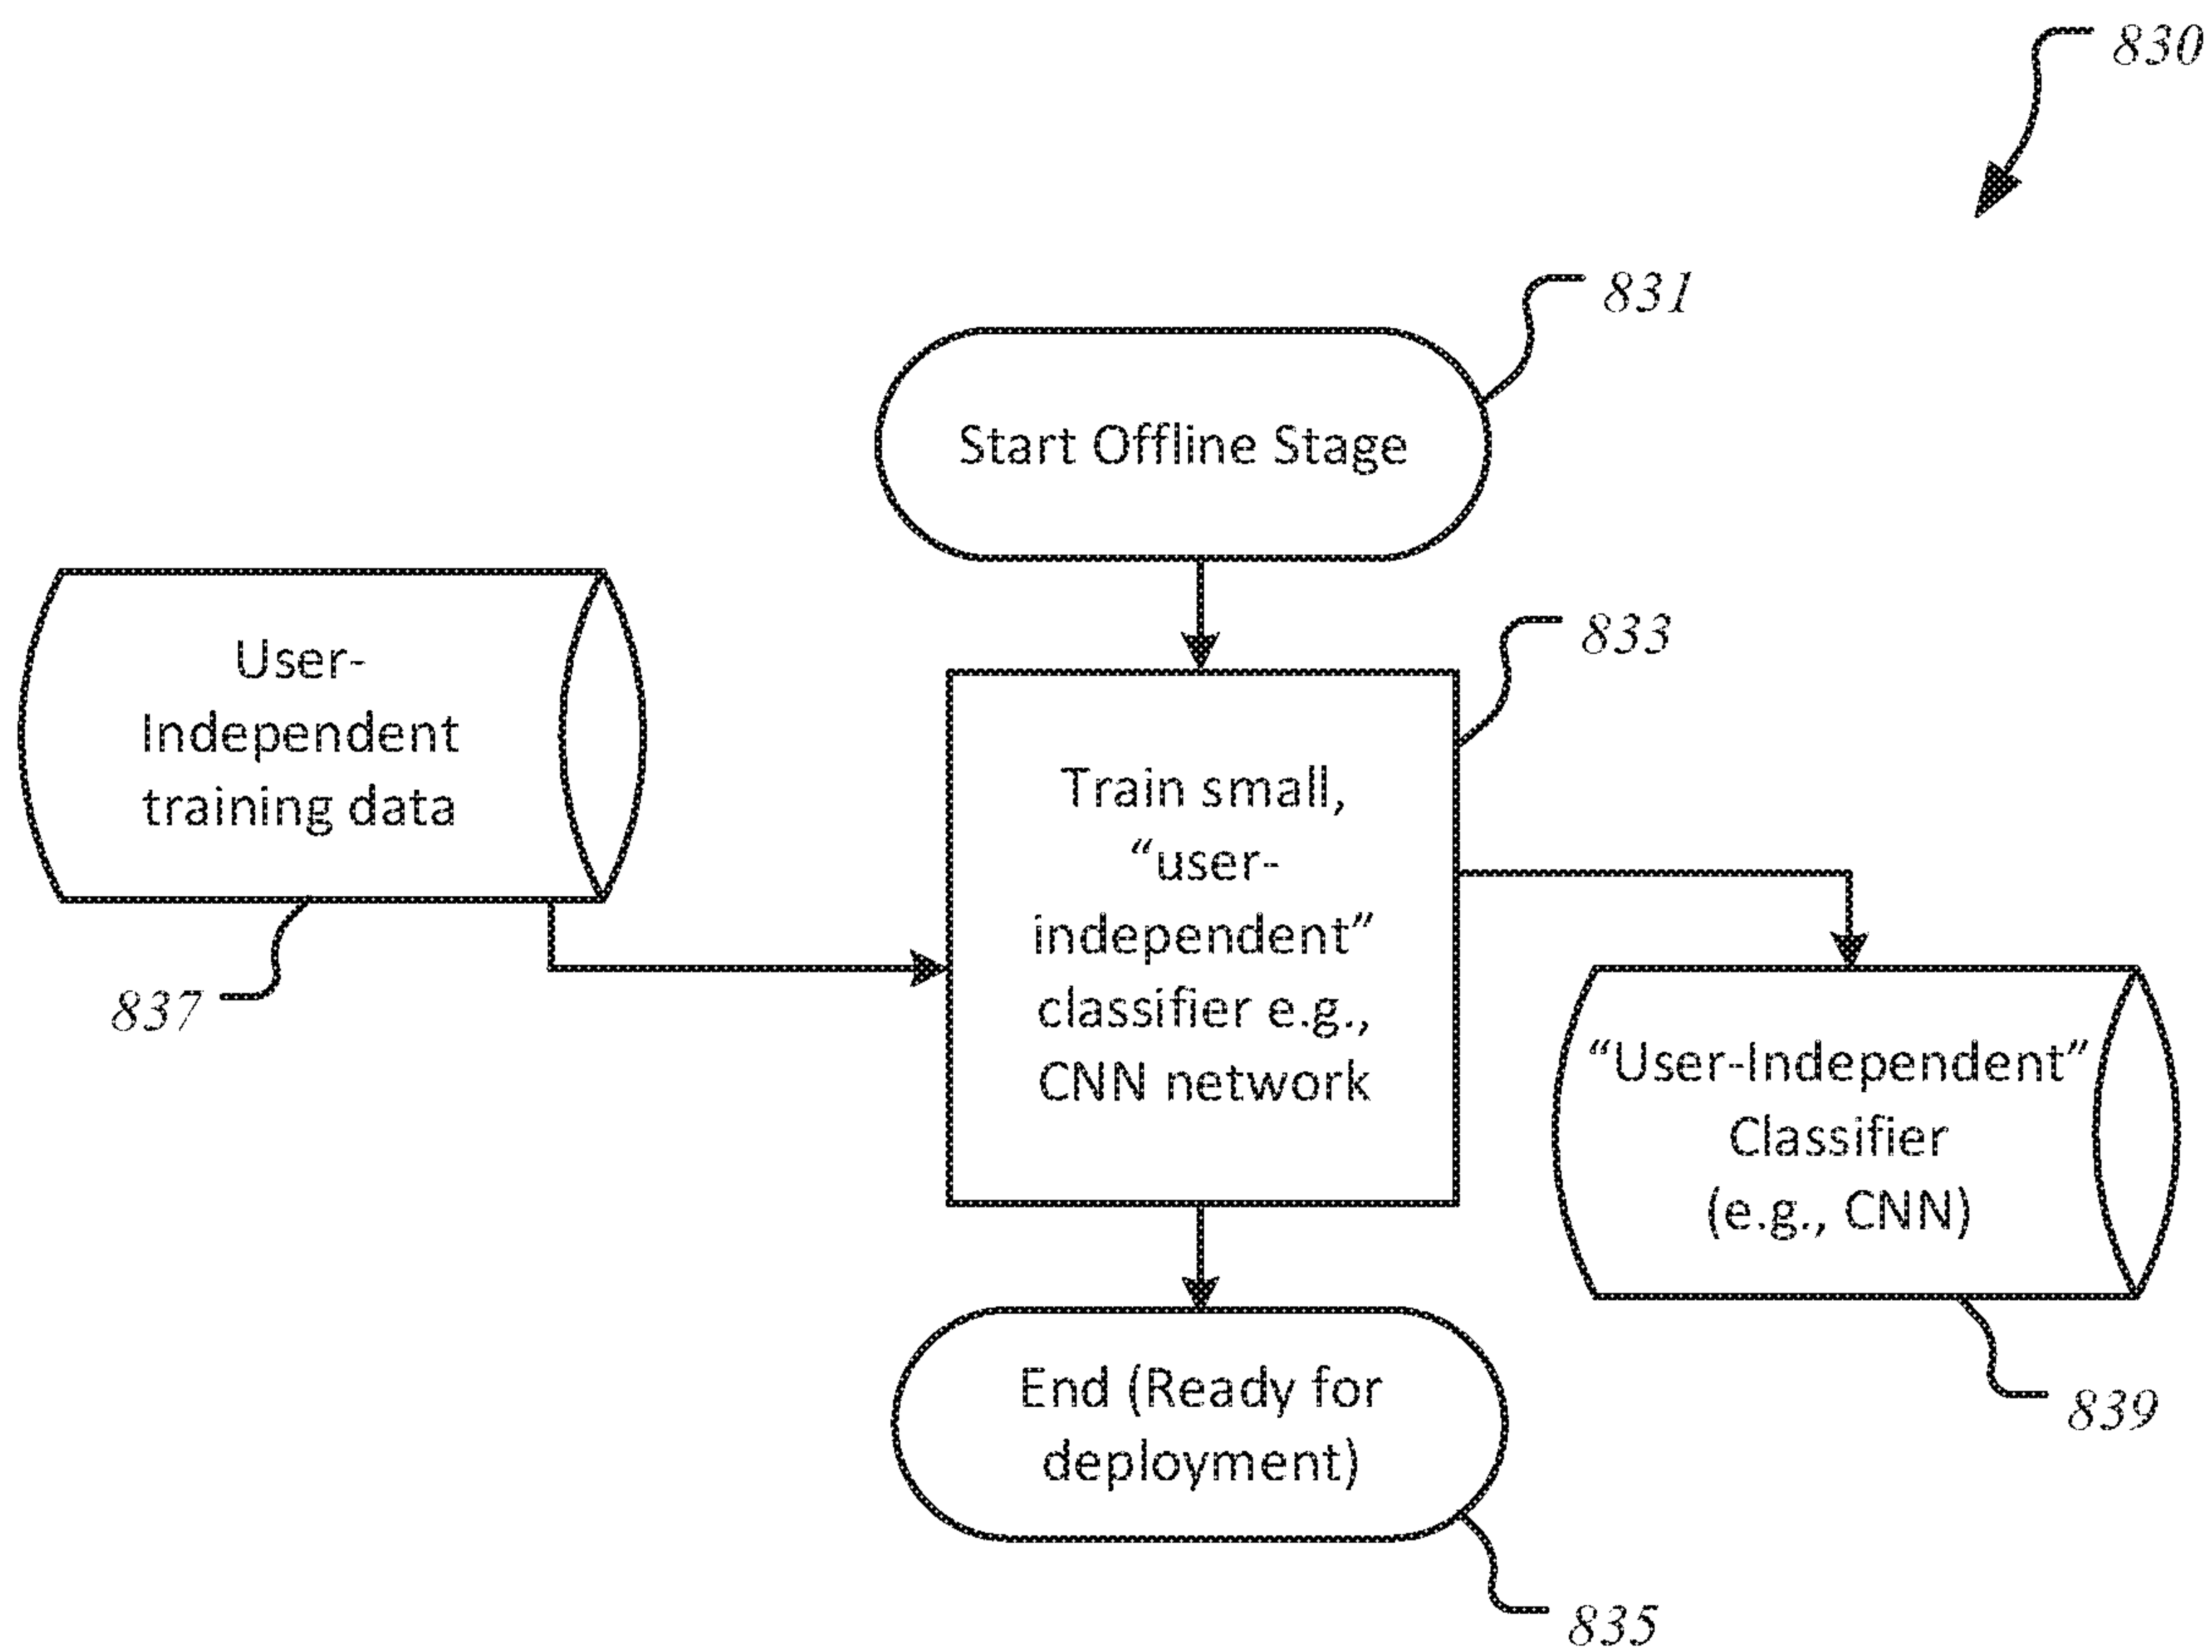 830
831
Start Offline Stage
User-
Independent
training data
837
833
Train small,
“user-
independent”
classifier e.g.,
CNN network
“User-Independent”
Classifier
(e.g., CNN)
839
End (Ready for
deployment)
835